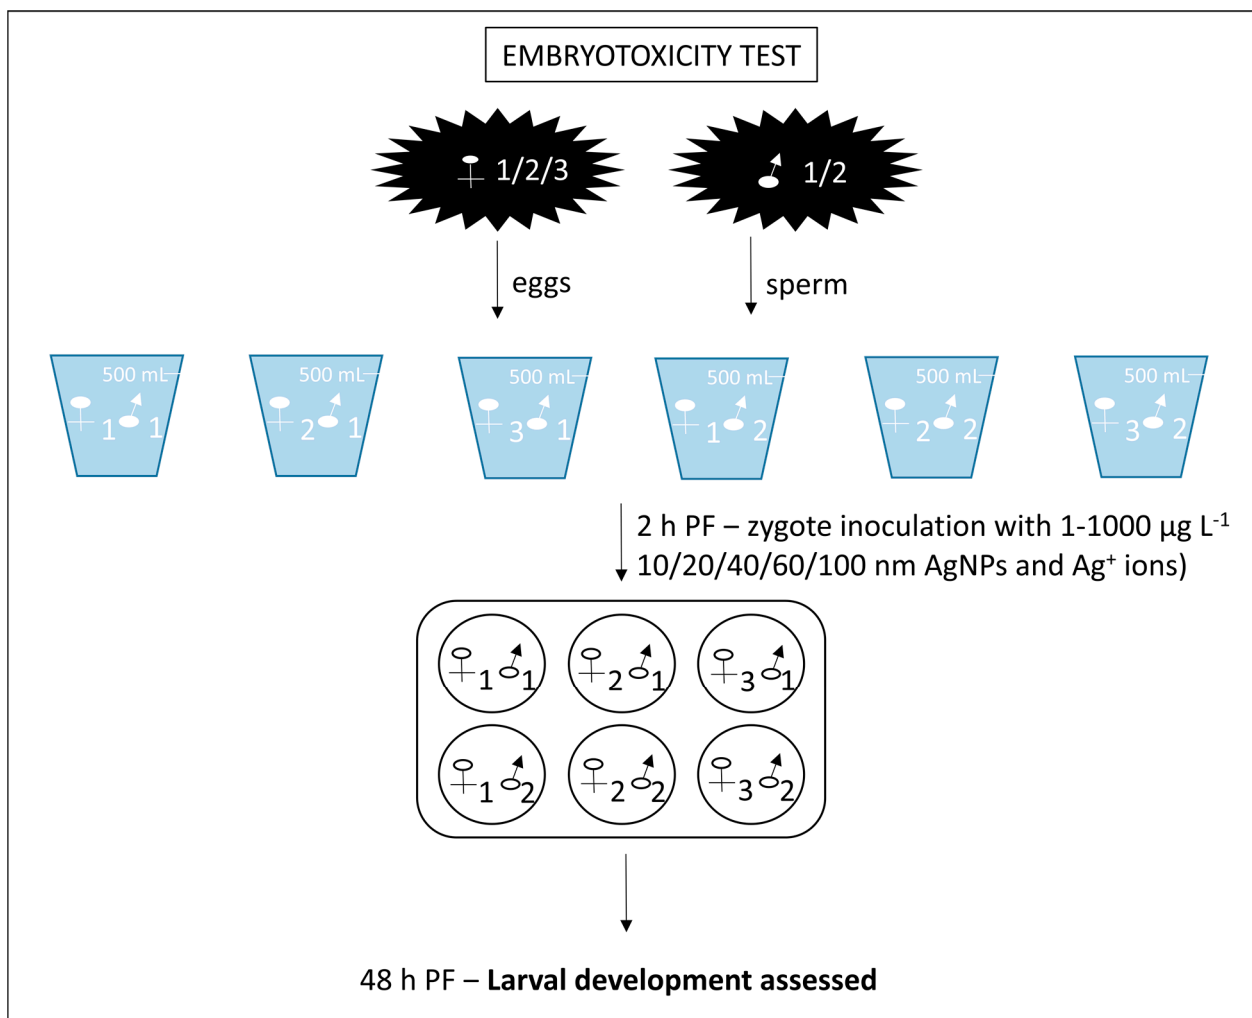 EMBRYOTOXICITY TEST
1/2/3
1/2
eggs
sperm
500 mL
1 1
500 mL
2 1
500 mL
3 1
500 mL
1 2
500 mL
2 2
500 mL
3 2
2 h PF – zygote inoculation with 1-1000 µg L⁻¹
10/20/40/60/100 nm AgNPs and Ag⁺ ions)
1 1
2 1
3 1
1 2
2 2
3 2
48 h PF – Larval development assessed